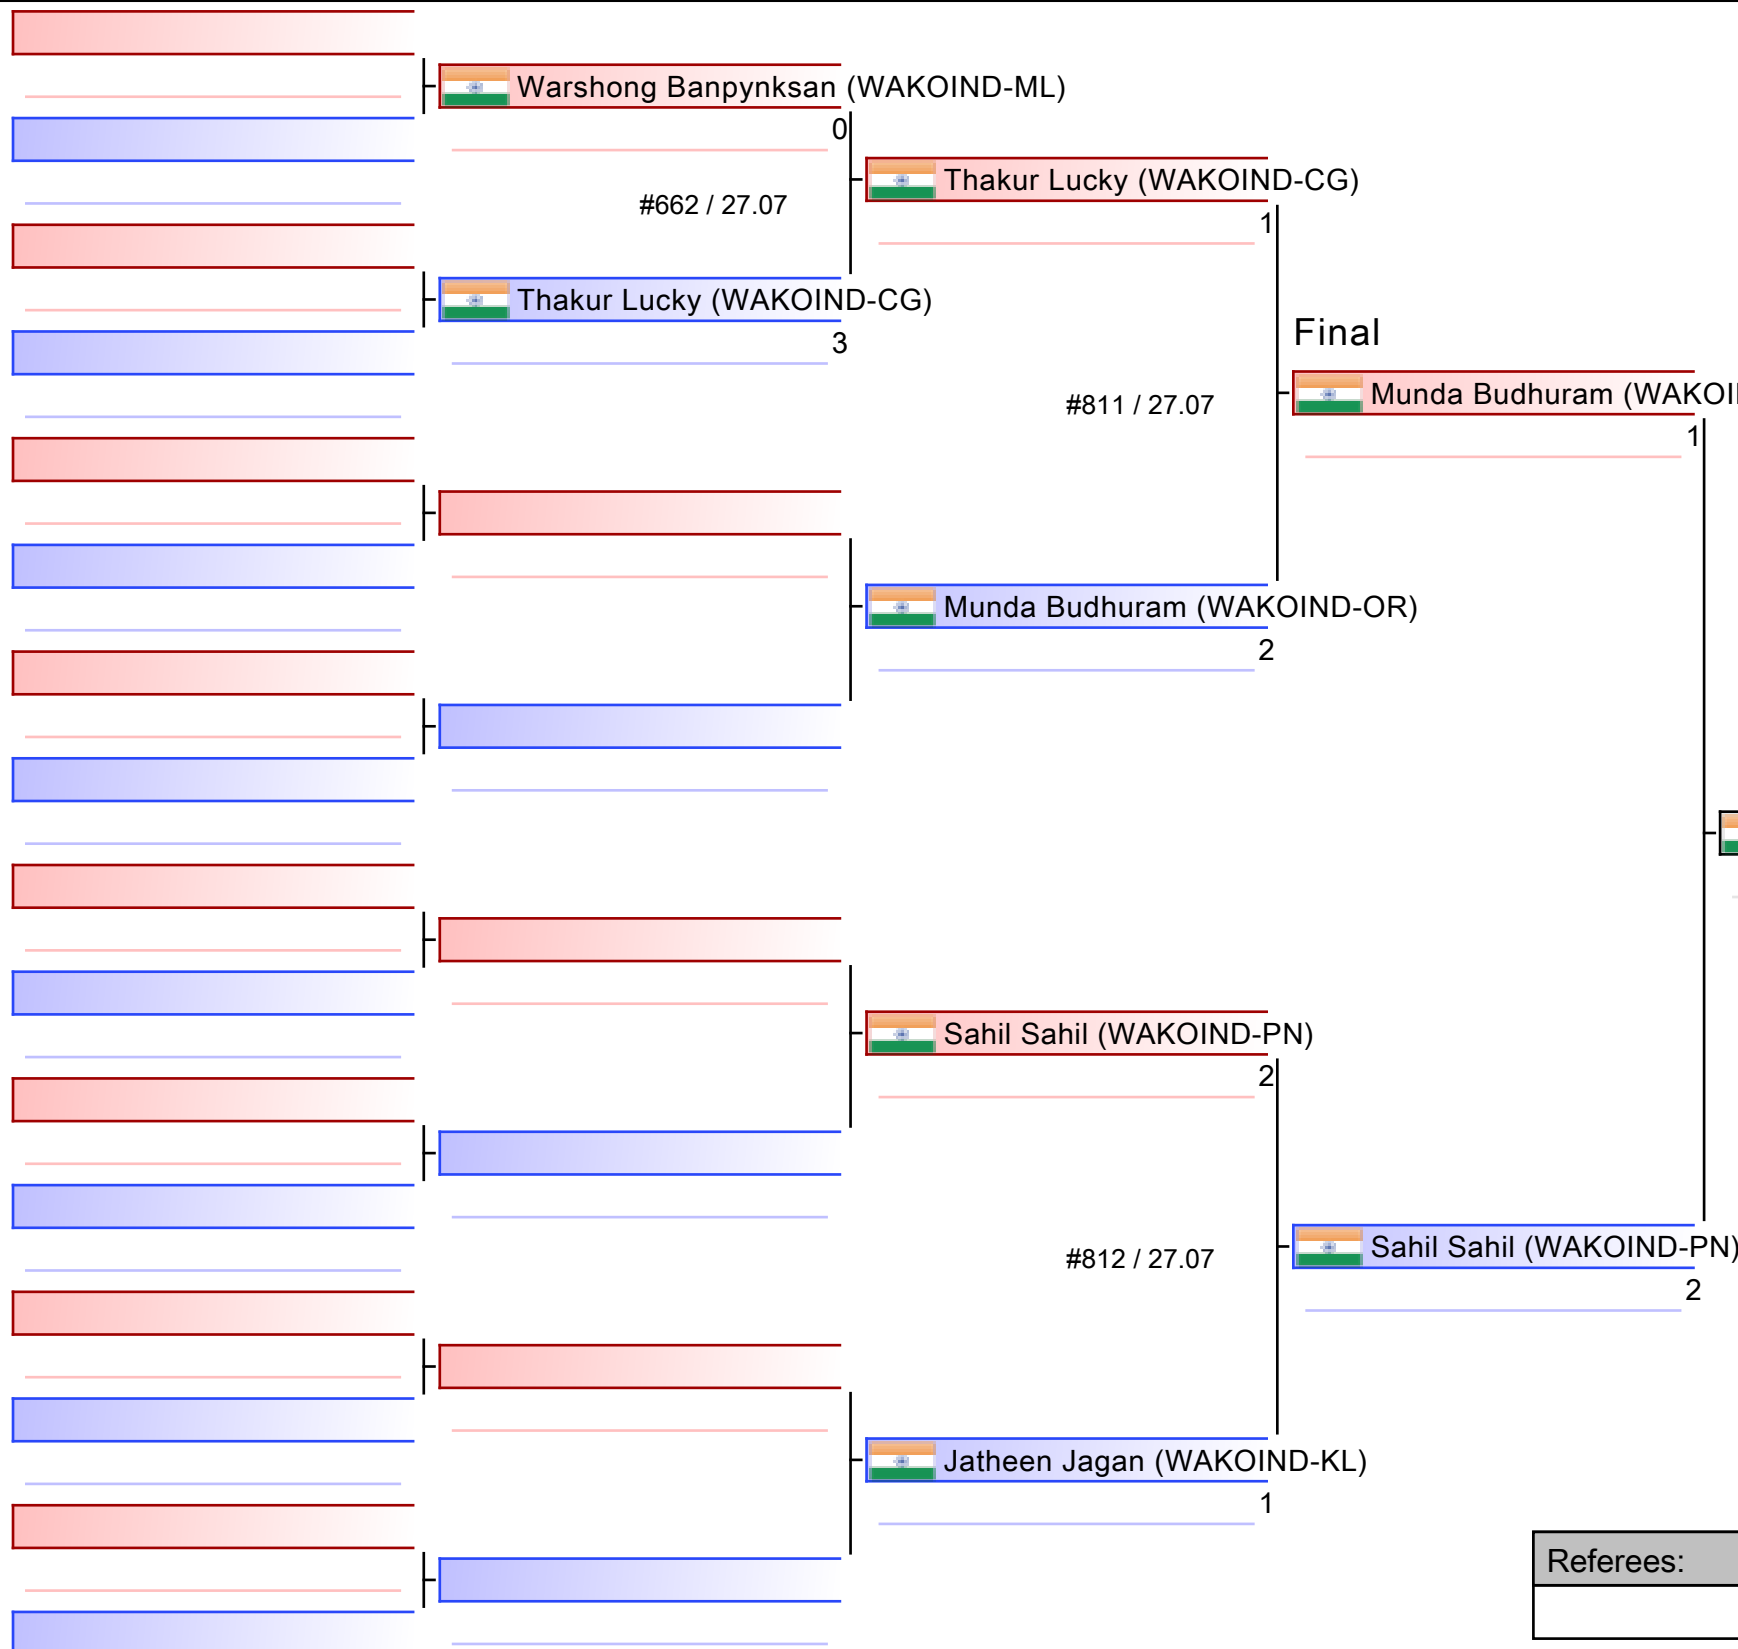 Warshong Banpynksan (WAKOIND-ML)
0
Thakur Lucky (WAKOIND-CG)
#662 / 27.07
1
Thakur Lucky (WAKOIND-CG)
3
Final
Munda Budhuram (WAKOI
#811 / 27.07
1
Munda Budhuram (WAKOIND-OR)
2
Sahil Sahil (WAKOIND-PN)
2
Sahil Sahil (WAKOIND-PN)
#812 / 27.07
2
Jatheen Jagan (WAKOIND-KL)
1
Referees: